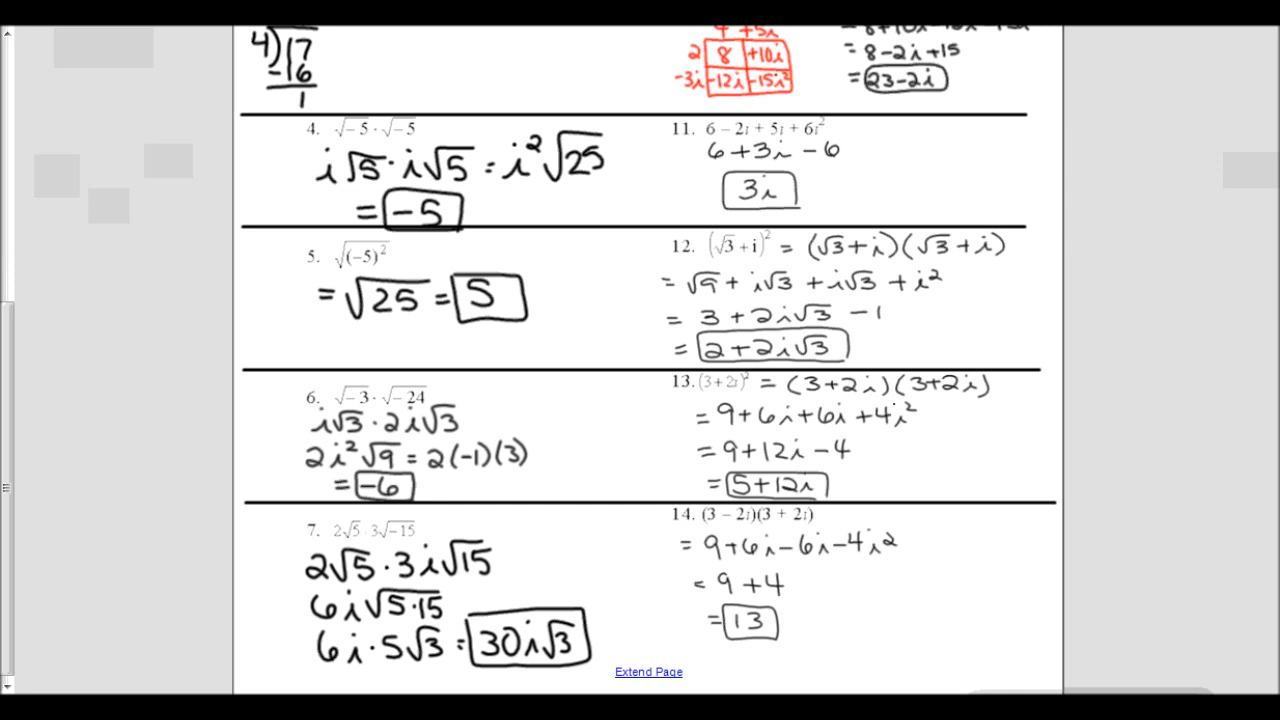 4)17
-16
1
4 +5i
2 8 +10i
-3i -12i -15i²
= 8 - 2i + 15
= 23 - 2i
4. √-5 · √-5
i√5 · i√5 = i²√25
= -5
5. √(-5)²
= √25 = 5
6. √-3 · √-24
i√3 · 2i√3
2i²√9 = 2(-1)(3)
= -6
7. 2√5 · 3√-15
2√5 · 3i√15
6i√5·15
6i · 5√3 = 30i√3
11. 6 – 2i + 5i + 6i²
6 + 3i - 6
3i
12. (√3 + i)² = (√3 + i)(√3 + i)
= √9 + i√3 + i√3 + i²
= 3 + 2i√3 - 1
= 2 + 2i√3
13. (3 + 2i)² = (3+2i)(3+2i)
= 9 + 6i + 6i + 4i²
= 9 + 12i - 4
= 5 + 12i
14. (3 – 2i)(3 + 2i)
= 9 + 6i - 6i - 4i²
= 9 + 4
= 13
Extend Page